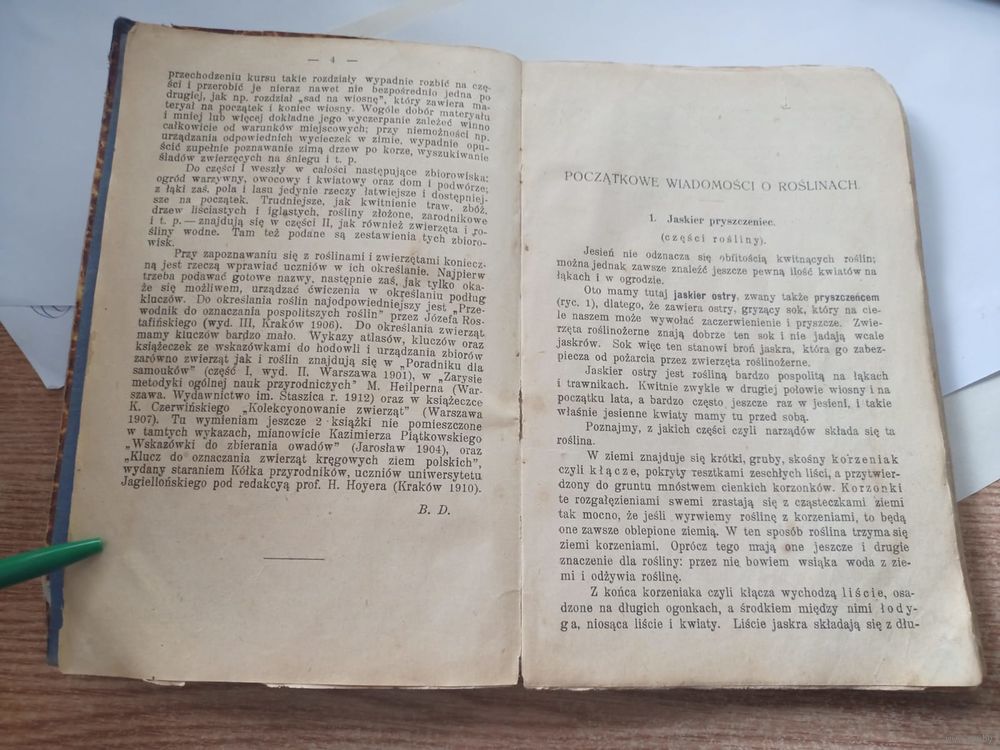 — 4 —
przechodzeniu kursu takie rozdziały wypadnie rozbić na czę-
ści i przerobić je nieraz nawet nie bezpośrednio jedna po
drugiej, jak np. rozdział „sad na wiosnę", który zawiera ma-
teryał na początek i koniec wiosny. Wogóle dobór materyału
i mniej lub więcej dokładne jego wyczerpanie zależeć winno
całkowicie od warunków miejscowych; przy niemożności np.
urządzania odpowiednich wycieczek w zimie, wypadnie opu-
ścić zupełnie poznawanie zimą drzew po korze, wyszukiwanie
śladów zwierzęcych na śniegu i t. p.
Do części I weszły w całości następujące zbiorowiska:
ogród warzywny, owocowy i kwiatowy oraz dom i podwórze;
z łąki zaś, pola i lasu jedynie rzeczy łatwiejsze i dostępniej-
sze na początek. Trudniejsze, jak kwitnienie traw, zbóż,
drzew liściastych i iglastych, rośliny złożone, zarodnikowe
i t. p. — znajdują się w części II, jak również zwierzęta i ro-
śliny wodne. Tam też podane są zestawienia tych zbioro-
wisk.
Przy zapoznawaniu się z roślinami i zwierzętami koniecz-
ną jest rzeczą wprawiać uczniów w ich określanie. Najpierw
trzeba podawać gotowe nazwy, następnie zaś, jak tylko oka-
że się możliwem, urządzać ćwiczenia w określaniu podług
kluczów. Do określania roślin najodpowiedniejszy jest „Prze-
wodnik do oznaczania pospolitszych roślin" przez Józefa Ros-
tafińskiego (wyd. III, Kraków 1906). Do określania zwierząt
mamy kluczów bardzo mało. Wykazy atlasów, kluczów oraz
książeczek ze wskazówkami do hodowli i urządzania zbiorów
zarówno zwierząt jak i roślin znajdują się w „Poradniku dla
samouków" (część I, wyd. II. Warszawa 1901), w „Zarysie
metodyki ogólnej nauk przyrodniczych" M. Heilperna (War-
szawa. Wydawnictwo im. Staszica r. 1912) oraz w książeczce
K. Czerwińskiego „Kolekcyonowanie zwierząt" (Warszawa
1907). Tu wymieniam jeszcze 2 książki nie pomieszczone
w tamtych wykazach, mianowicie Kazimierza Piątkowskiego
„Wskazówki do zbierania owadów" (Jarosław 1904), oraz
„Klucz do oznaczania zwierząt kręgowych ziem polskich",
wydany staraniem Kółka przyrodników, uczniów uniwersytetu
Jagiellońskiego pod redakcyą prof. H. Hoyera (Kraków 1910).
B. D.
POCZĄTKOWE WIADOMOŚCI O ROŚLINACH.
1. Jaskier pryszczeniec.
(części rośliny).
Jesień nie odznacza się obfitością kwitnących roślin;
można jednak zawsze znaleźć jeszcze pewną ilość kwiatów na
łąkach i w ogrodzie.
Oto mamy tutaj jaskier ostry, zwany także pryszczeńcem
(ryc. 1), dlatego, że zawiera ostry, gryzący sok, który na cie-
le naszem może wywołać zaczerwienienie i pryszcze. Zwie-
rzęta roślinożerne znają dobrze ten sok i nie jadają wcale
jaskrów. Sok więc ten stanowi broń jaskra, która go zabez-
piecza od pożarcia przez zwierzęta roślinożerne.
Jaskier ostry jest rośliną bardzo pospolitą na łąkach
i trawnikach. Kwitnie zwykle w drugiej połowie wiosny i na
początku lata, a bardzo często jeszcze raz w jesieni, i takie
właśnie jesienne kwiaty mamy tu przed sobą.
Poznajmy, z jakich części czyli narządów składa się ta
roślina.
W ziemi znajduje się krótki, gruby, skośny korzeniak
czyli kłącze, pokryty resztkami zeschłych liści, a przytwier-
dzony do gruntu mnóstwem cienkich korzonków. Korzonki
te rozgałęzieniami swemi zrastają się z cząsteczkami ziemi
tak mocno, że jeśli wyrwiemy roślinę z korzeniami, to będą
one zawsze oblepione ziemią. W ten sposób roślina trzyma się
ziemi korzeniami. Oprócz tego mają one jeszcze i drugie
znaczenie dla rośliny: przez nie bowiem wsiąka woda z zie-
mi i odżywia roślinę.
Z końca korzeniaka czyli kłącza wychodzą liście, osa-
dzone na długich ogonkach, a środkiem między nimi łody-
ga, niosąca liście i kwiaty. Liście jaskra składają się z dłu-